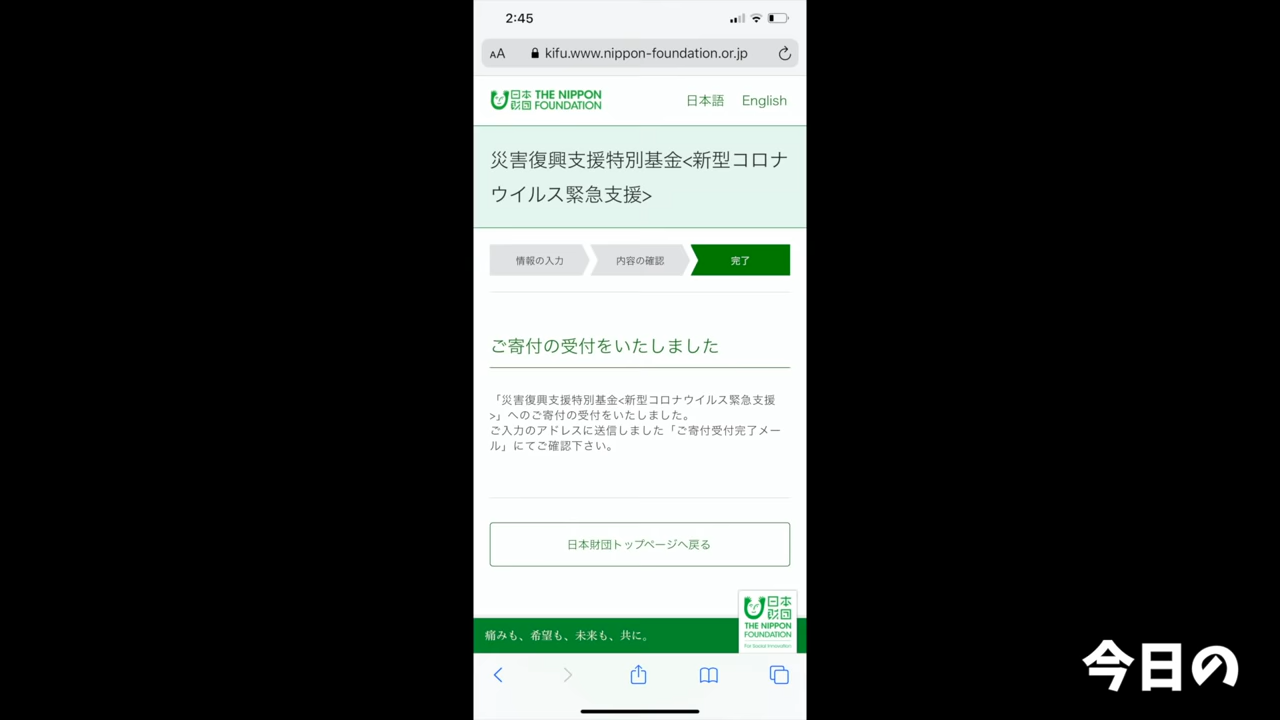 2:45
AA kifu.www.nippon-foundation.or.jp
日本財団 THE NIPPON FOUNDATION
日本語 English
災害復興支援特別基金<新型コロナ
ウイルス緊急支援>
情報の入力 内容の確認 完了
ご寄付の受付をいたしました
「災害復興支援特別基金<新型コロナウイルス緊急支援
>」へのご寄付の受付をいたしました。
ご入力のアドレスに送信しました「ご寄付受付完了メー
ル」にてご確認下さい。
日本財団トップページへ戻る
痛みも、希望も、未来も、共に。
日本
財団
THE NIPPON
FOUNDATION
For Social Innovation
今日の